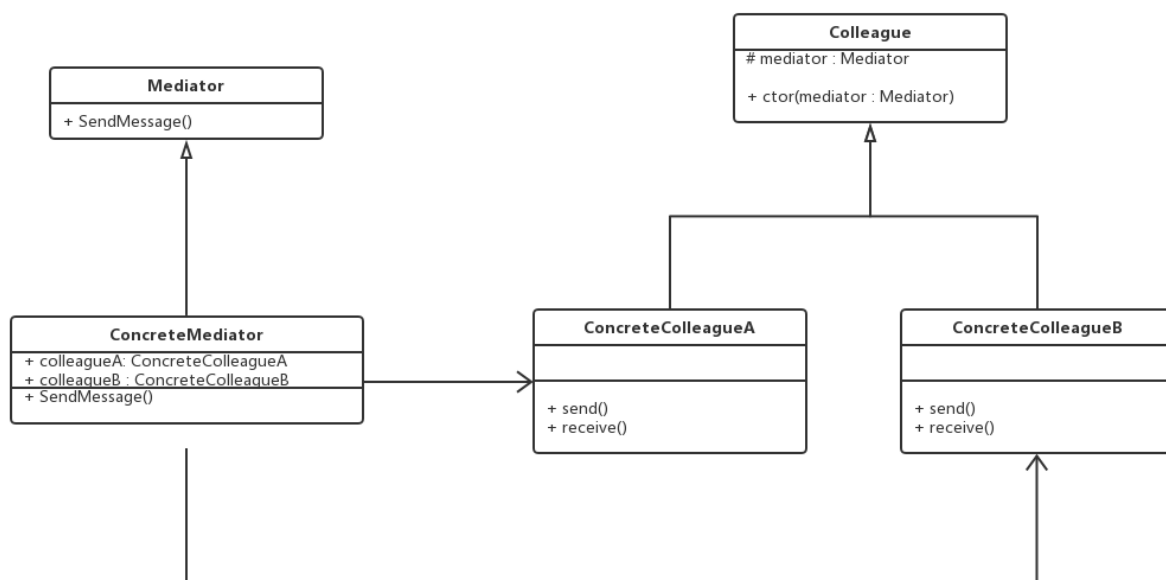 Colleague
# mediator : Mediator
+ ctor(mediator : Mediator)
Mediator
+ SendMessage()
ConcreteMediator
+ colleagueA: ConcreteColleagueA
+ colleagueB : ConcreteColleagueB
+ SendMessage()
ConcreteColleagueA
+ send()
+ receive()
ConcreteColleagueB
+ send()
+ receive()